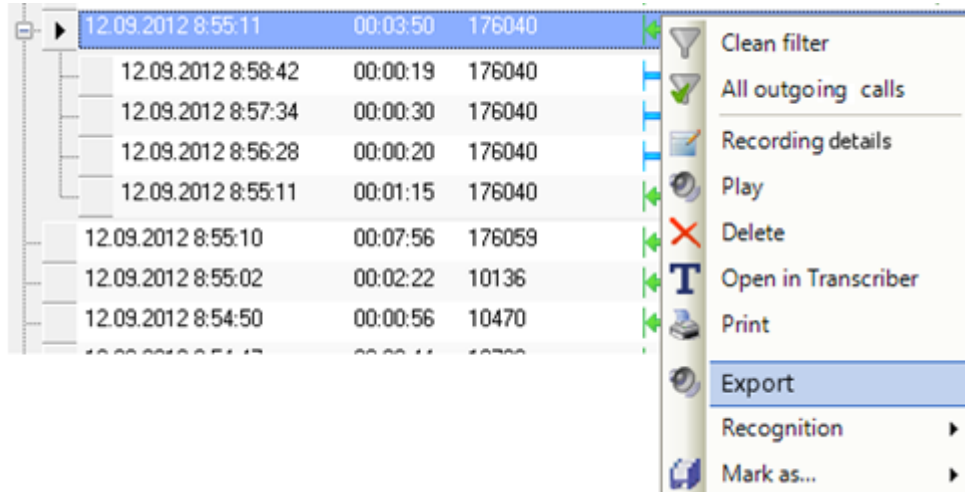 12.09.2012 8:55:11 00:03:50 176040
12.09.2012 8:58:42 00:00:19 176040
12.09.2012 8:57:34 00:00:30 176040
12.09.2012 8:56:28 00:00:20 176040
12.09.2012 8:55:11 00:01:15 176040
12.09.2012 8:55:10 00:07:56 176059
12.09.2012 8:55:02 00:02:22 10136
12.09.2012 8:54:50 00:00:56 10470
Clean filter
All outgoing calls
Recording details
Play
Delete
Open in Transcriber
Print
Export
Recognition
Mark as...